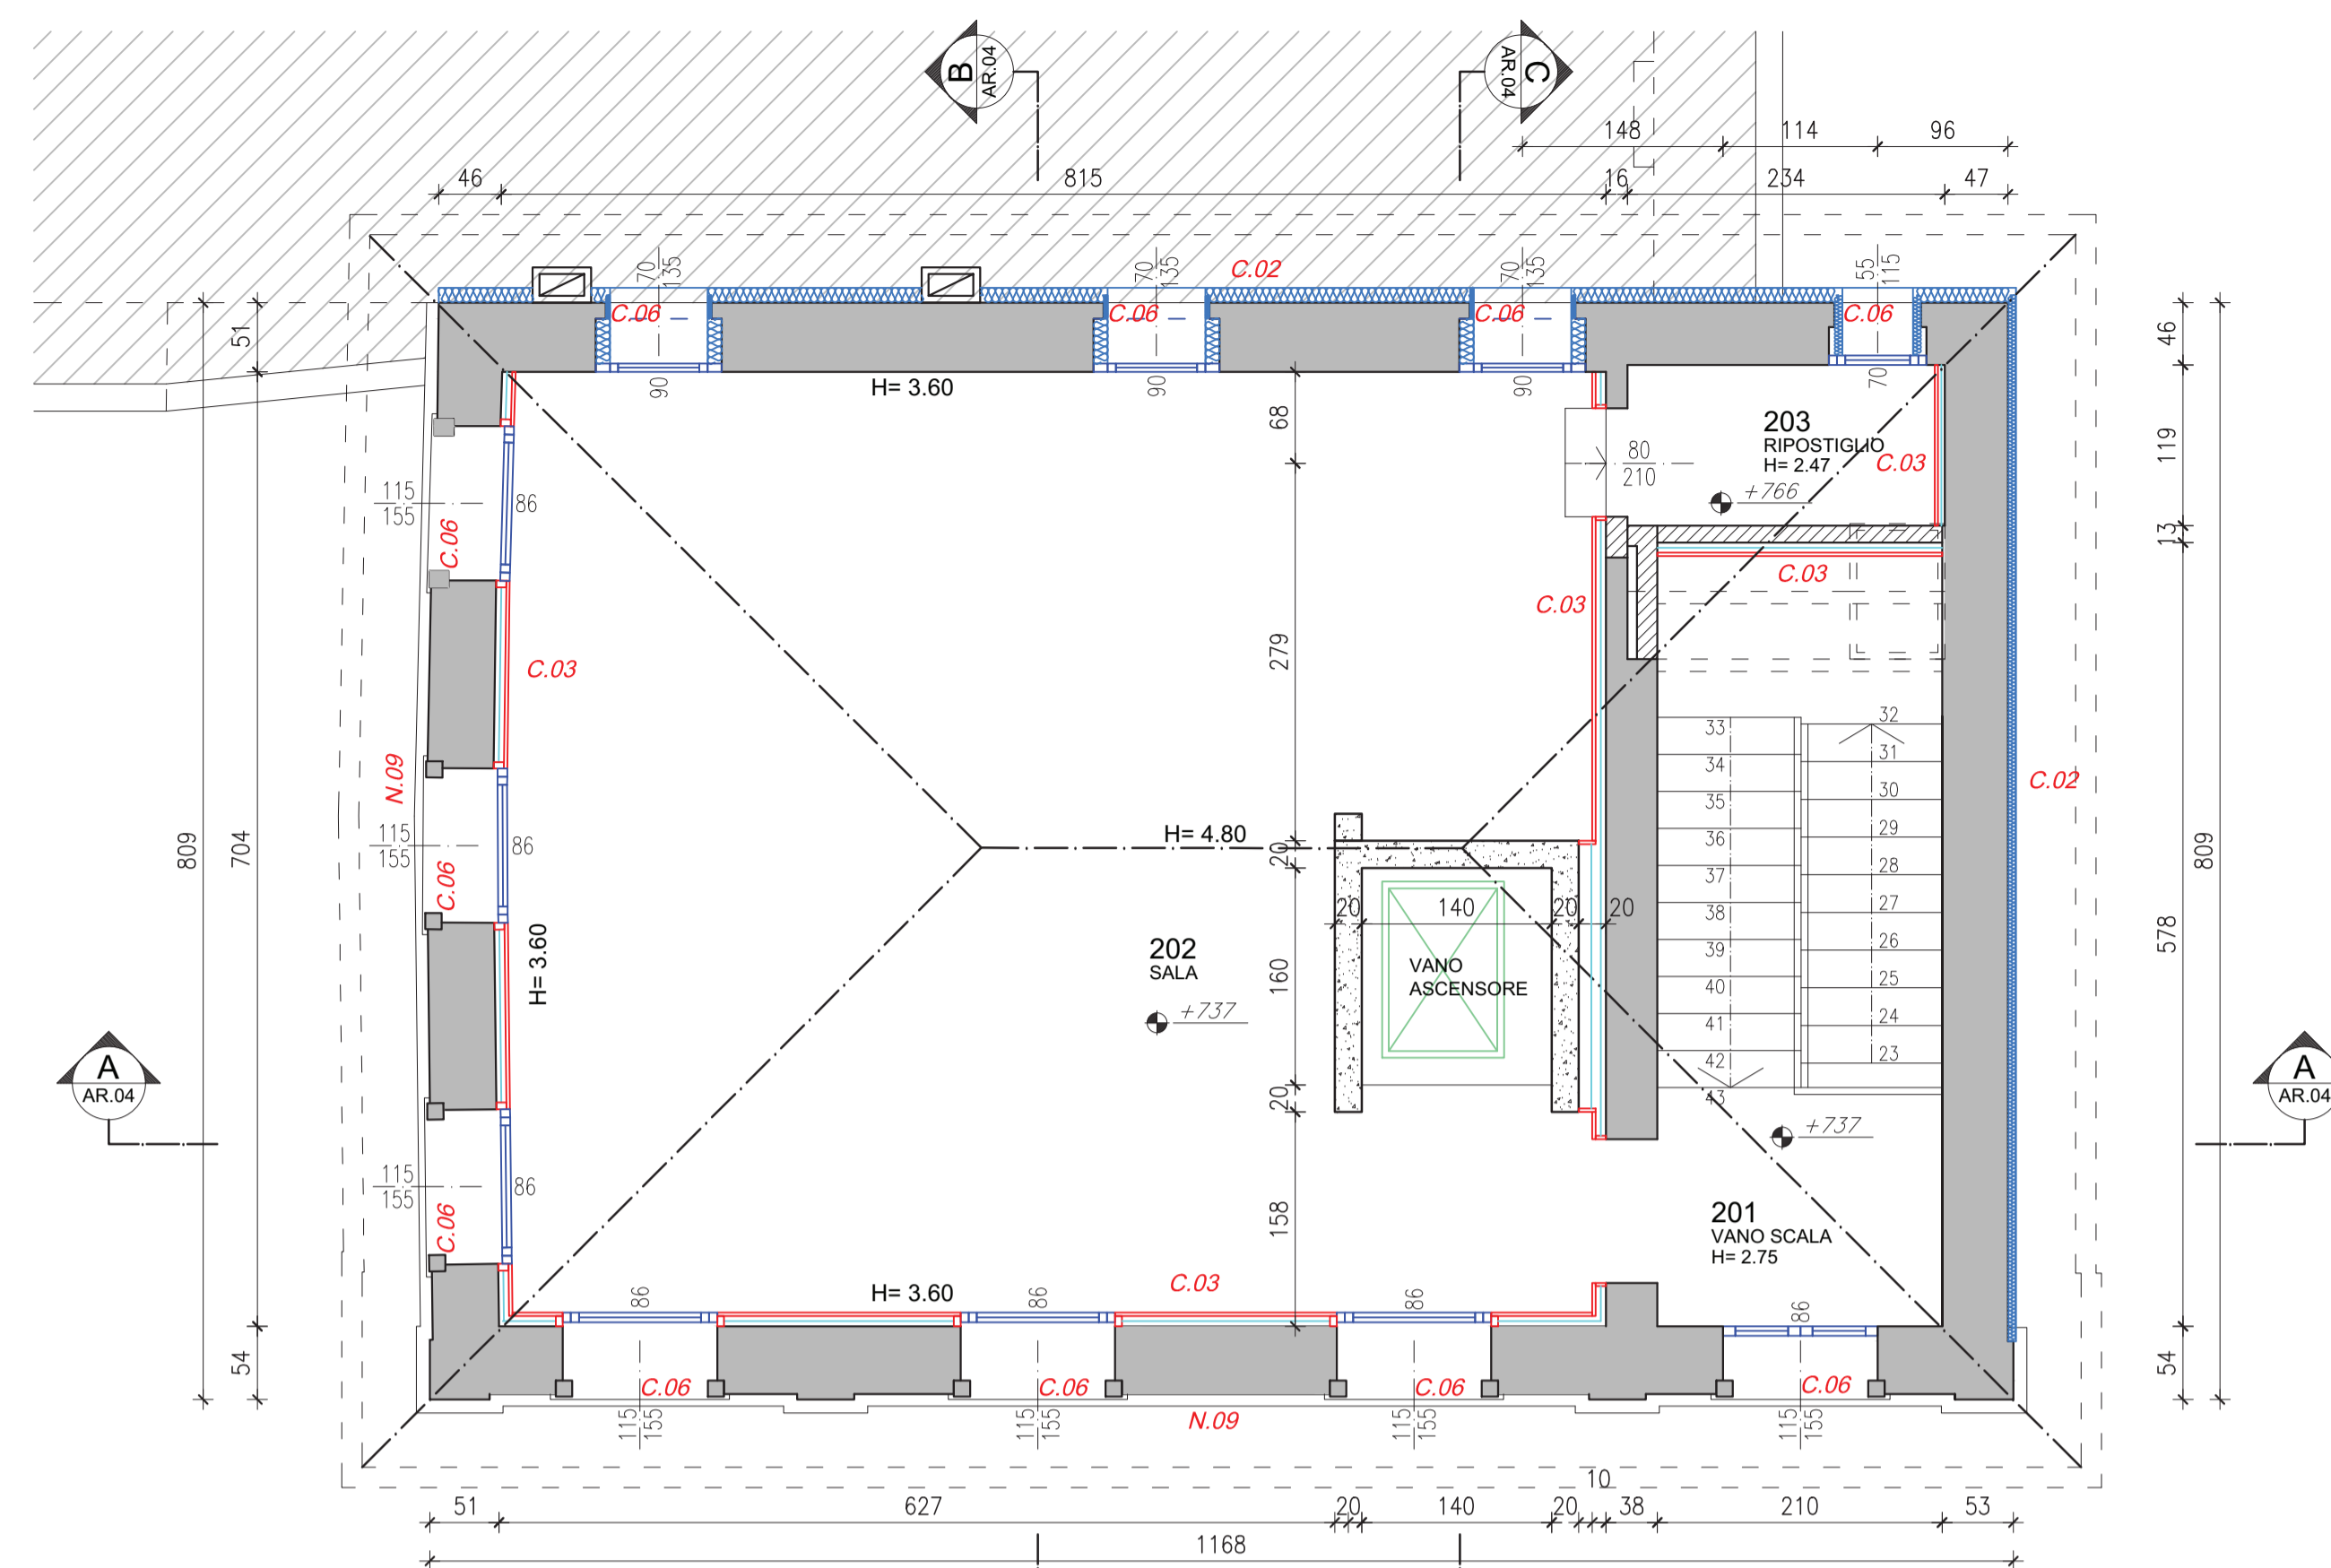 B
AR.04
C
AR.04
148
114
96
46
815
16
234
47
70
135
70
135
C.02
70
135
55
115
C.06
C.06
C.06
C.06
51
46
90
H= 3.60
90
90
70
68
203
RIPOSTIGLIO
H= 2.47
C.03
80
210
+766
119
115
155
86
C.06
13
C.03
C.03
279
C.03
N.09
33
34
35
36
37
38
39
40
41
42
43
32
31
30
29
28
27
26
25
24
23
C.02
809
704
115
155
86
H= 4.80
20
C.06
809
20
140
20
20
578
H= 3.60
202
SALA
+737
160
VANO
ASCENSORE
A
AR.04
20
+737
A
AR.04
115
155
86
C.06
158
201
VANO SCALA
H= 2.75
C.03
H= 3.60
86
86
86
86
54
54
C.06
C.06
C.06
C.06
115
155
115
155
N.09
115
155
115
155
10
51
627
20
140
20
38
210
53
1168